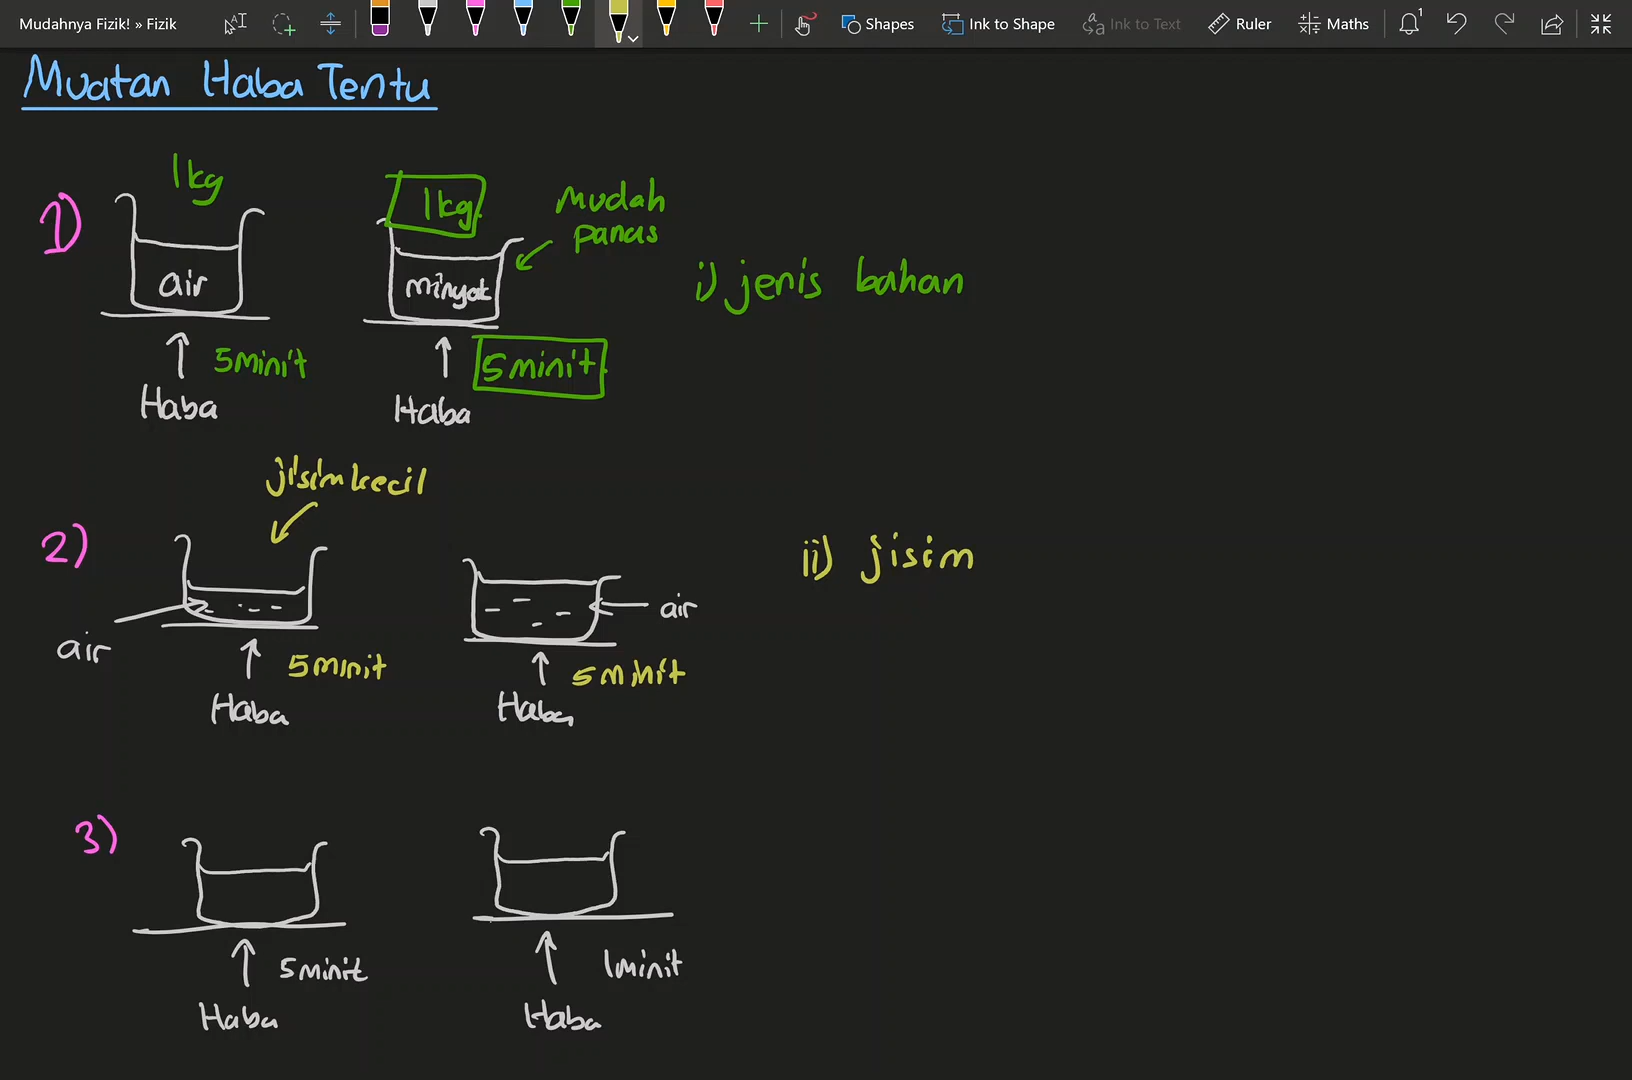 Mudahnya Fizik! » Fizik
Shapes
Ink to Shape
Ink to Text
Ruler
Maths
1
Muatan Haba Tentu
1)
1kg
air
5minit
Haba
1kg
minyak
mudah
panas
5minit
Haba
i) jenis bahan
2)
jisim kecil
air
5minit
Haba
air
5minit
Haba
ii) jisim
3)
5minit
Haba
1minit
Haba